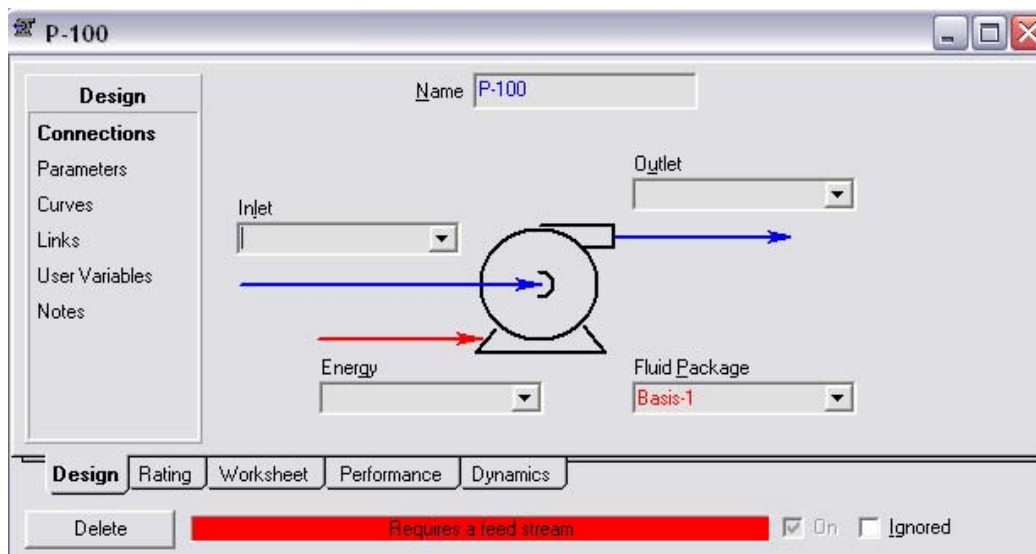 P-100
Design
Connections
Parameters
Curves
Links
User Variables
Notes
Name P-100
Inlet
Outlet
Energy
Fluid Package
Basis-1
Design Rating Worksheet Performance Dynamics
Delete Requires a feed stream On Ignored